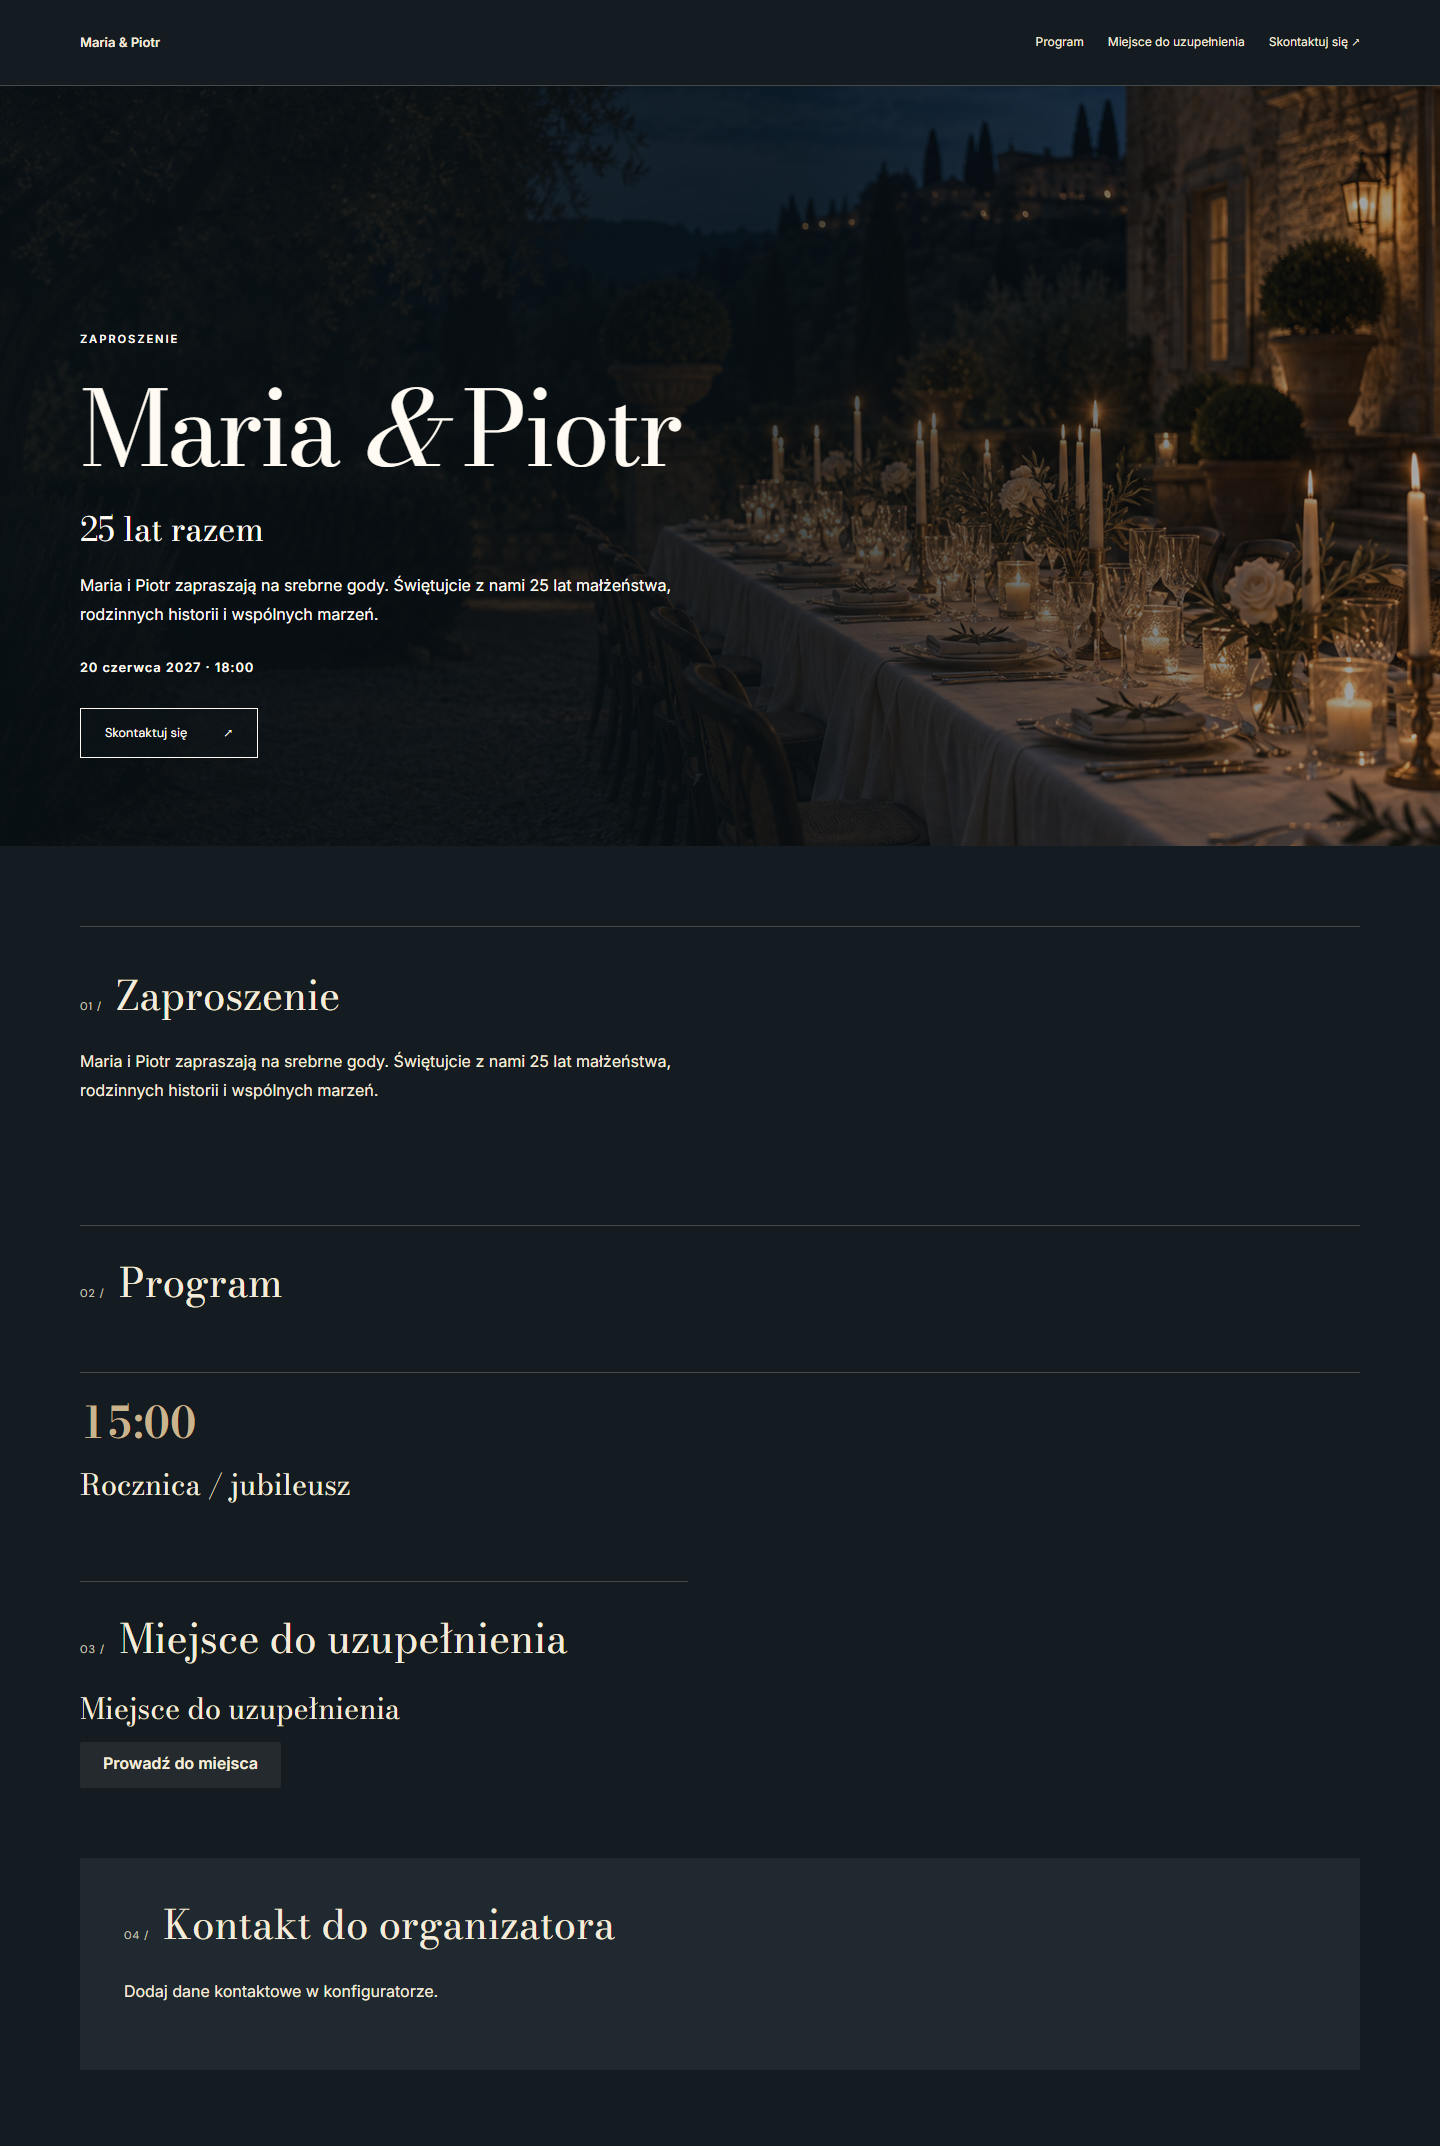 Maria & Piotr
Program
Miejsce do uzupełnienia
Skontaktuj się ↗
ZAPROSZENIE
Maria & Piotr
25 lat razem
Maria i Piotr zapraszają na srebrne gody. Świętujcie z nami 25 lat małżeństwa,
rodzinnych historii i wspólnych marzeń.
20 czerwca 2027 · 18:00
Skontaktuj się ↗
01 / Zaproszenie
Maria i Piotr zapraszają na srebrne gody. Świętujcie z nami 25 lat małżeństwa,
rodzinnych historii i wspólnych marzeń.
02 / Program
15:00
Rocznica / jubileusz
03 / Miejsce do uzupełnienia
Miejsce do uzupełnienia
Prowadź do miejsca
04 / Kontakt do organizatora
Dodaj dane kontaktowe w konfiguratorze.